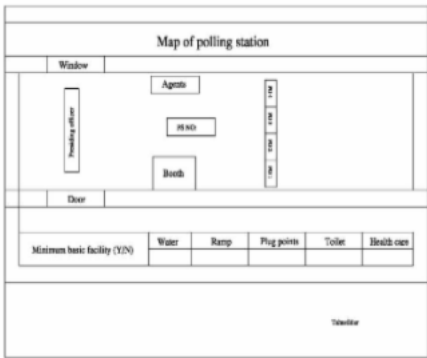 Map of polling station
Window
Agents
Presiding officer
Booth
Door
Minimum basic facility (Y/N)
Water
Ramp
Plug points
Toilet
Health care